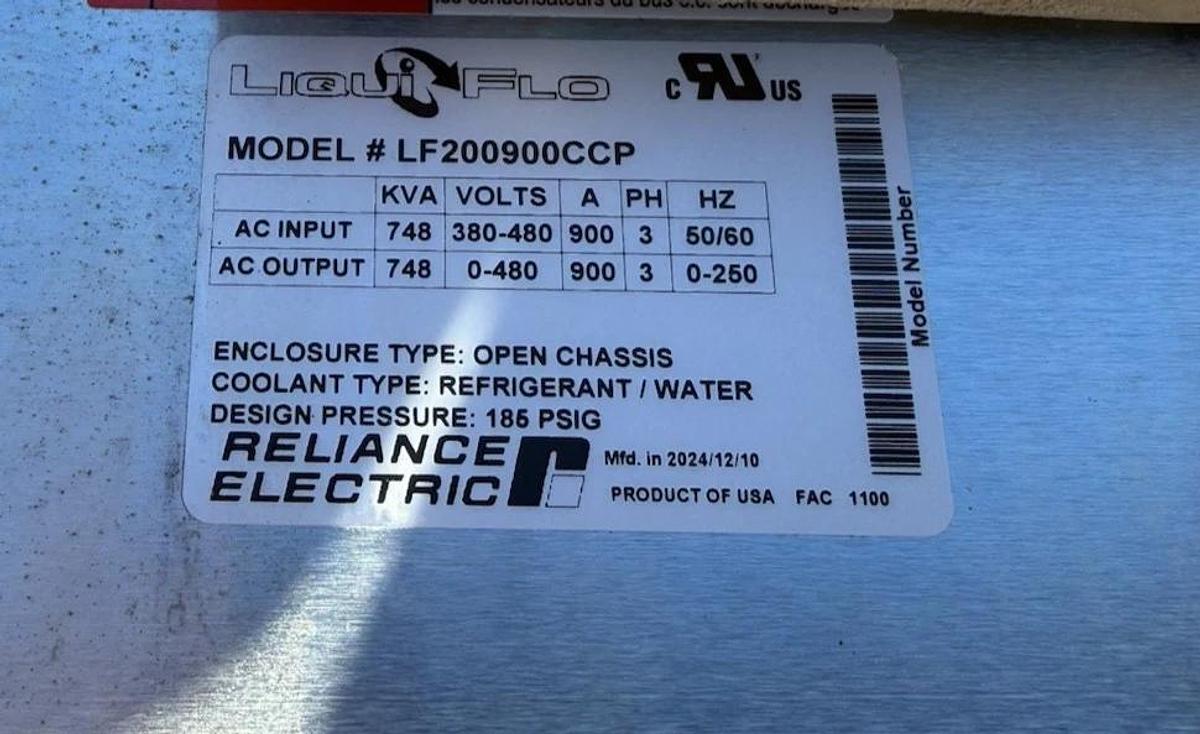 LIQUIFLO
c RU US
MODEL # LF200900CCP
KVA VOLTS A PH HZ
AC INPUT 748 380-480 900 3 50/60
AC OUTPUT 748 0-480 900 3 0-250
Model Number
ENCLOSURE TYPE: OPEN CHASSIS
COOLANT TYPE: REFRIGERANT / WATER
DESIGN PRESSURE: 185 PSIG
RELIANCE
ELECTRIC
Mfd. in 2024/12/10
PRODUCT OF USA FAC 1100